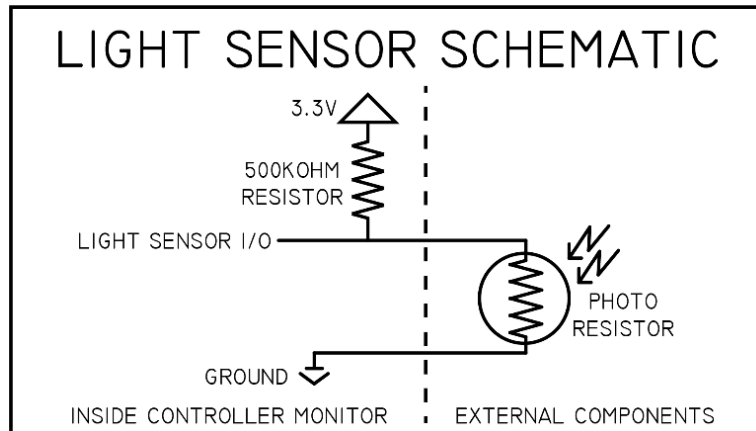 LIGHT SENSOR SCHEMATIC
3.3V
500KOHM
RESISTOR
LIGHT SENSOR I/O
PHOTO
RESISTOR
GROUND
INSIDE CONTROLLER MONITOR
EXTERNAL COMPONENTS